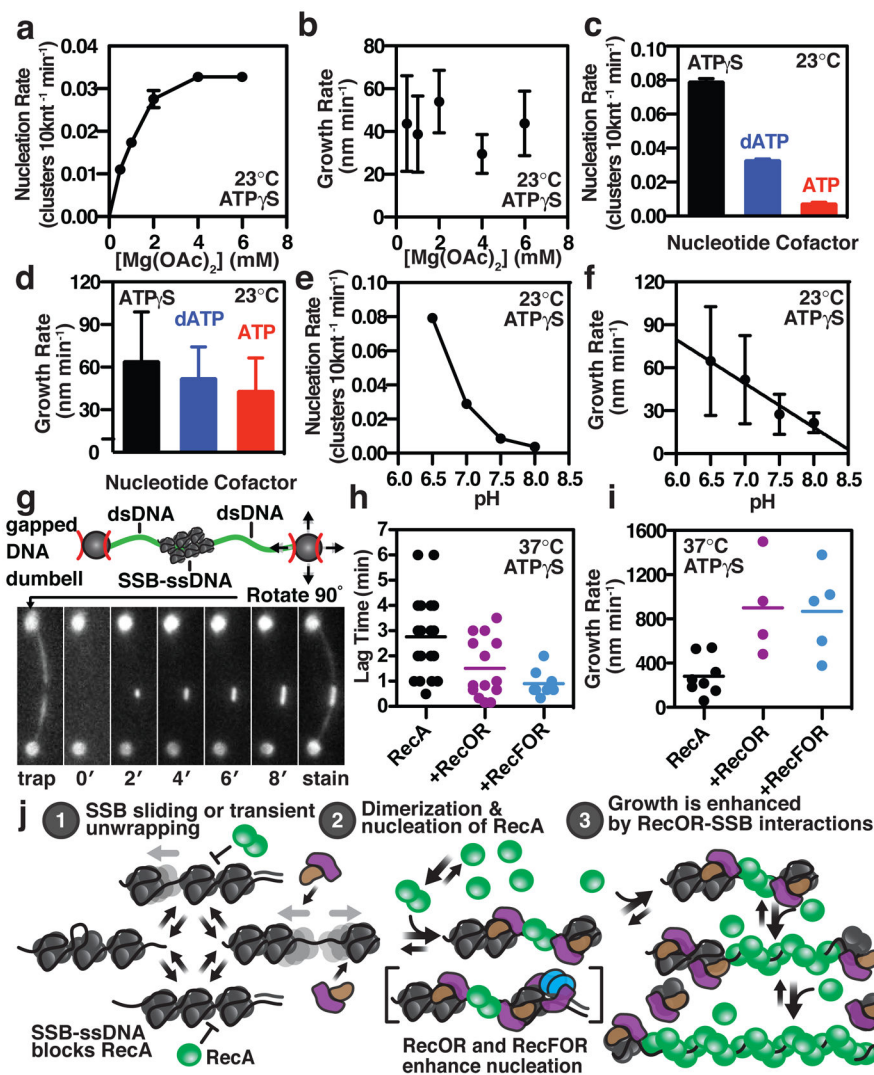 a
Nucleation Rate
(clusters 10knt⁻¹ min⁻¹)
0.04
0.03
0.02
0.01
0.00
0 2 4 6 8
[Mg(OAc)₂] (mM)
23°C
ATPγS
b
Growth Rate
(nm min⁻¹)
80
60
40
20
0
0 2 4 6 8
[Mg(OAc)₂] (mM)
23°C
ATPγS
c
Nucleation Rate
(clusters 10knt⁻¹ min⁻¹)
0.10
0.08
0.06
0.04
0.02
0.00
ATPγS
23°C
dATP
ATP
Nucleotide Cofactor
d
Growth Rate
(nm min⁻¹)
120
90
60
30
0
ATPγS
23°C
dATP
ATP
Nucleotide Cofactor
e
Nucleation Rate
(clusters 10knt⁻¹ min⁻¹)
0.10
0.08
0.06
0.04
0.02
0.00
6.0 6.5 7.0 7.5 8.0 8.5
pH
23°C
ATPγS
f
Growth Rate
(nm min⁻¹)
120
90
60
30
0
6.0 6.5 7.0 7.5 8.0 8.5
pH
23°C
ATPγS
g
dsDNA
dsDNA
gapped
DNA
dumbell
SSB-ssDNA
Rotate 90°
trap 0′ 2′ 4′ 6′ 8′ stain
h
Lag Time (min)
7
6
5
4
3
2
1
0
37°C
ATPγS
RecA
+RecOR
+RecFOR
i
Growth Rate
(nm min⁻¹)
1600
1200
800
400
0
37°C
ATPγS
RecA
+RecOR
+RecFOR
j
1 SSB sliding or transient
unwrapping
2 Dimerization &
nucleation of RecA
3 Growth is enhanced
by RecOR-SSB interactions
SSB-ssDNA
blocks RecA
RecA
RecOR and RecFOR
enhance nucleation